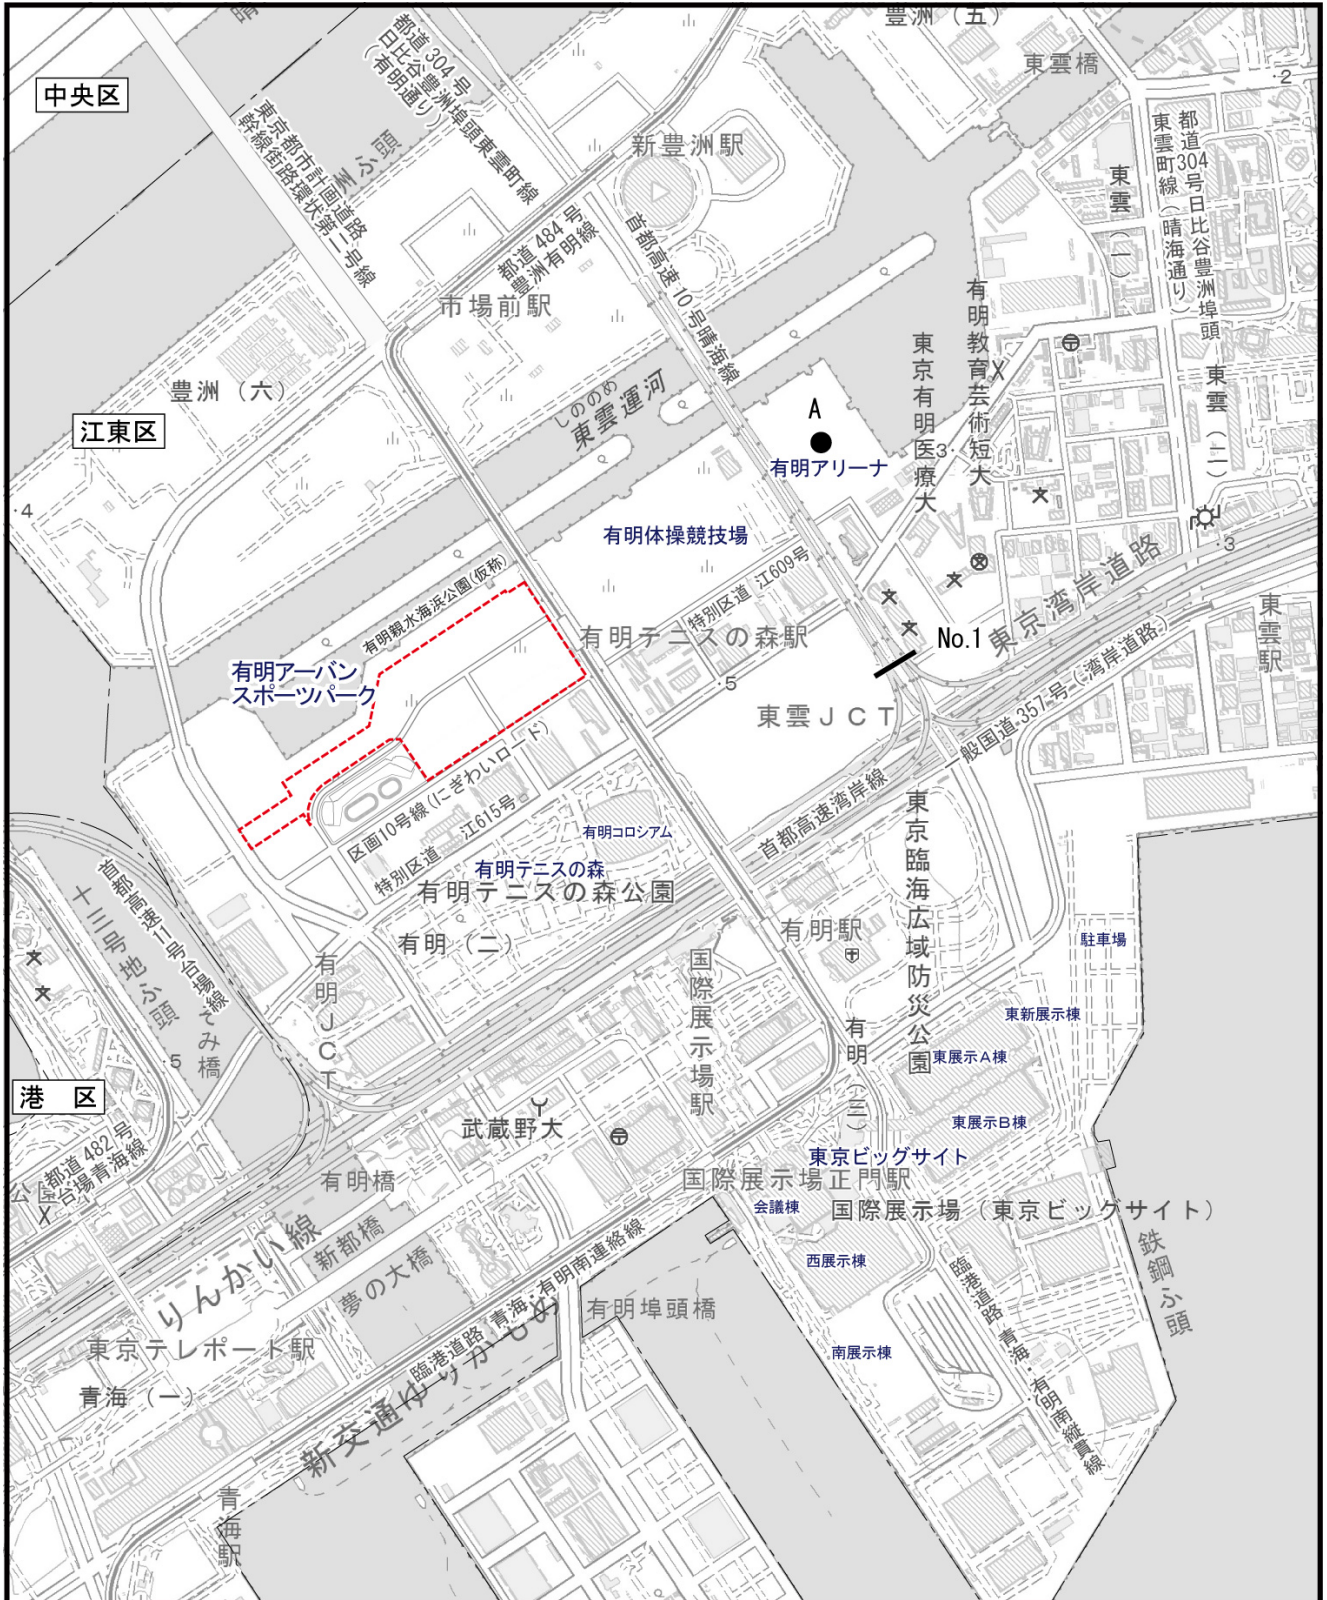 豊洲（五）
都道 304 号
日比谷豊洲埠頭東雲町線
（有明通り）
東雲橋
中央区
・2
東京都市計画道路
幹線街路環状第二号線
州ふ頭
新豊洲駅
都道304号日比谷豊洲埠頭
東雲町線（晴海通り）
東雲（一）
都道 484 号
豊洲有明線
首都高速 10 号晴海線
市場前駅
有明教育芸術短大
東京有明医療大
豊洲（六）
しののめ
東雲運河
東雲（二）
江東区
A
3・
有明アリーナ
・4
有明体操競技場
・3
特別区道 江609号
有明親水海浜公園(仮称)
東京湾岸道路
東雲駅
有明テニスの森駅
No.1
有明アーバン
スポーツパーク
・5
東雲ＪＣＴ
一般国道 357 号（湾岸道路）
区画10号線(にぎわいロード)
首都高速湾岸線
特別区道 江615号
有明コロシアム
東京臨海広域防災公園
有明テニスの森
有明テニスの森公園
首都高速11号台場線
十三号地ふ頭
有明（二）
有明駅
駐車場
有明ＪＣＴ
国際展示場駅
のぞみ橋
東新展示棟
有明（三）
東展示A棟
・5
港　区
東展示B棟
武蔵野大
都道 482 号
台場青海線
東京ビッグサイト
有明橋
国際展示場正門駅
公園
会議棟
国際展示場（東京ビッグサイト）
りんかい線
新都橋
夢の大橋
西展示棟
鉄鋼ふ頭
臨港道路 青海・有明南連絡線
有明埠頭橋
臨港道路 青海・有明南縦貫線
東京テレポート駅
南展示棟
青海（一）
新交通ゆりかもめ
青海駅